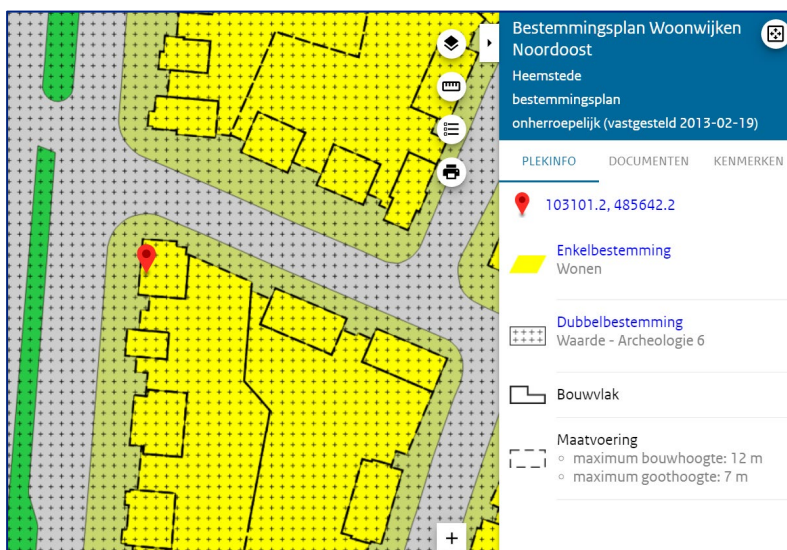 Bestemmingsplan Woonwijken
Noordoost
Heemstede
bestemmingsplan
onherroepelijk (vastgesteld 2013-02-19)
PLEKINFO DOCUMENTEN KENMERKEN
103101.2, 485642.2
Enkelbestemming
Wonen
Dubbelbestemming
Waarde - Archeologie 6
Bouwvlak
Maatvoering
○ maximum bouwhoogte: 12 m
○ maximum goothoogte: 7 m